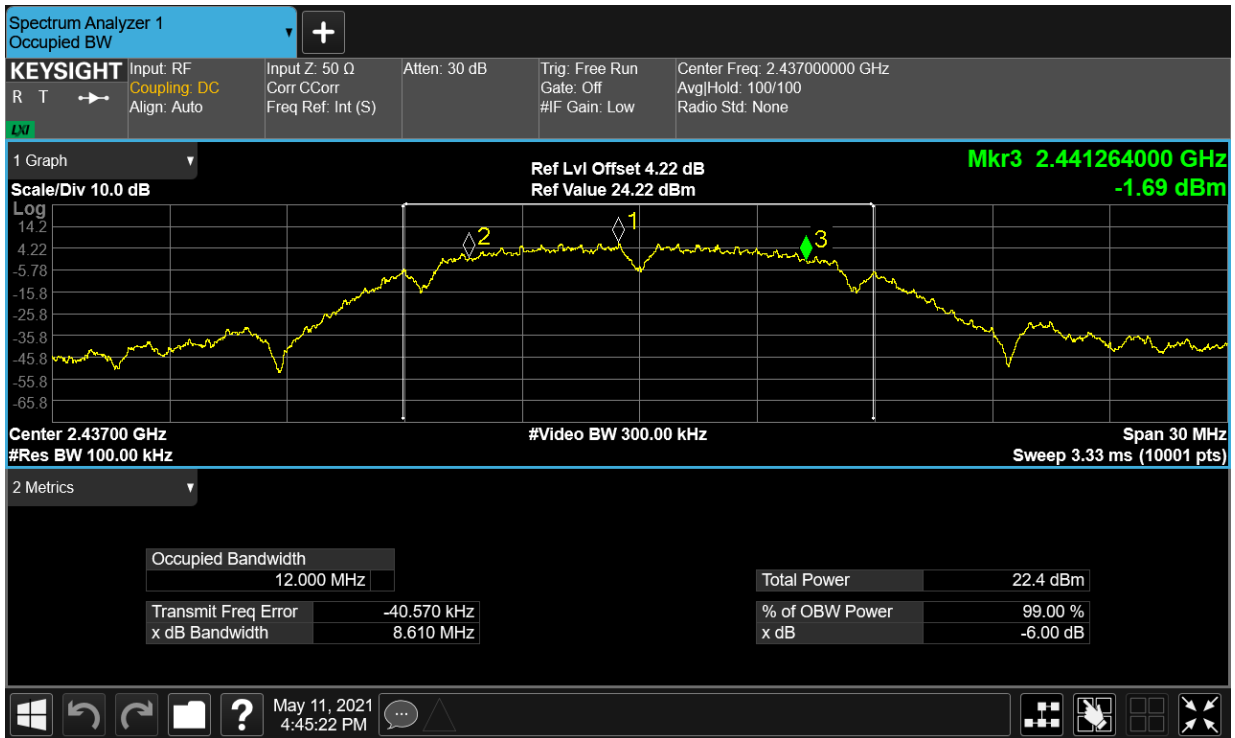 Spectrum Analyzer 1
Occupied BW
KEYSIGHT
R T
LXI
Input: RF
Coupling: DC
Align: Auto
Input Z: 50 Ω
Corr CCorr
Freq Ref: Int (S)
Atten: 30 dB
Trig: Free Run
Gate: Off
#IF Gain: Low
Center Freq: 2.437000000 GHz
Avg|Hold: 100/100
Radio Std: None
1 Graph
Scale/Div 10.0 dB
Ref Lvl Offset 4.22 dB
Ref Value 24.22 dBm
Mkr3 2.441264000 GHz
-1.69 dBm
Log
14.2
4.22
-5.78
-15.8
-25.8
-35.8
-45.8
-55.8
-65.8
2
1
3
Center 2.43700 GHz
#Video BW 300.00 kHz
Span 30 MHz
#Res BW 100.00 kHz
Sweep 3.33 ms (10001 pts)
2 Metrics
Occupied Bandwidth
12.000 MHz
Transmit Freq Error -40.570 kHz
x dB Bandwidth 8.610 MHz
Total Power 22.4 dBm
% of OBW Power 99.00 %
x dB -6.00 dB
?
May 11, 2021
4:45:22 PM